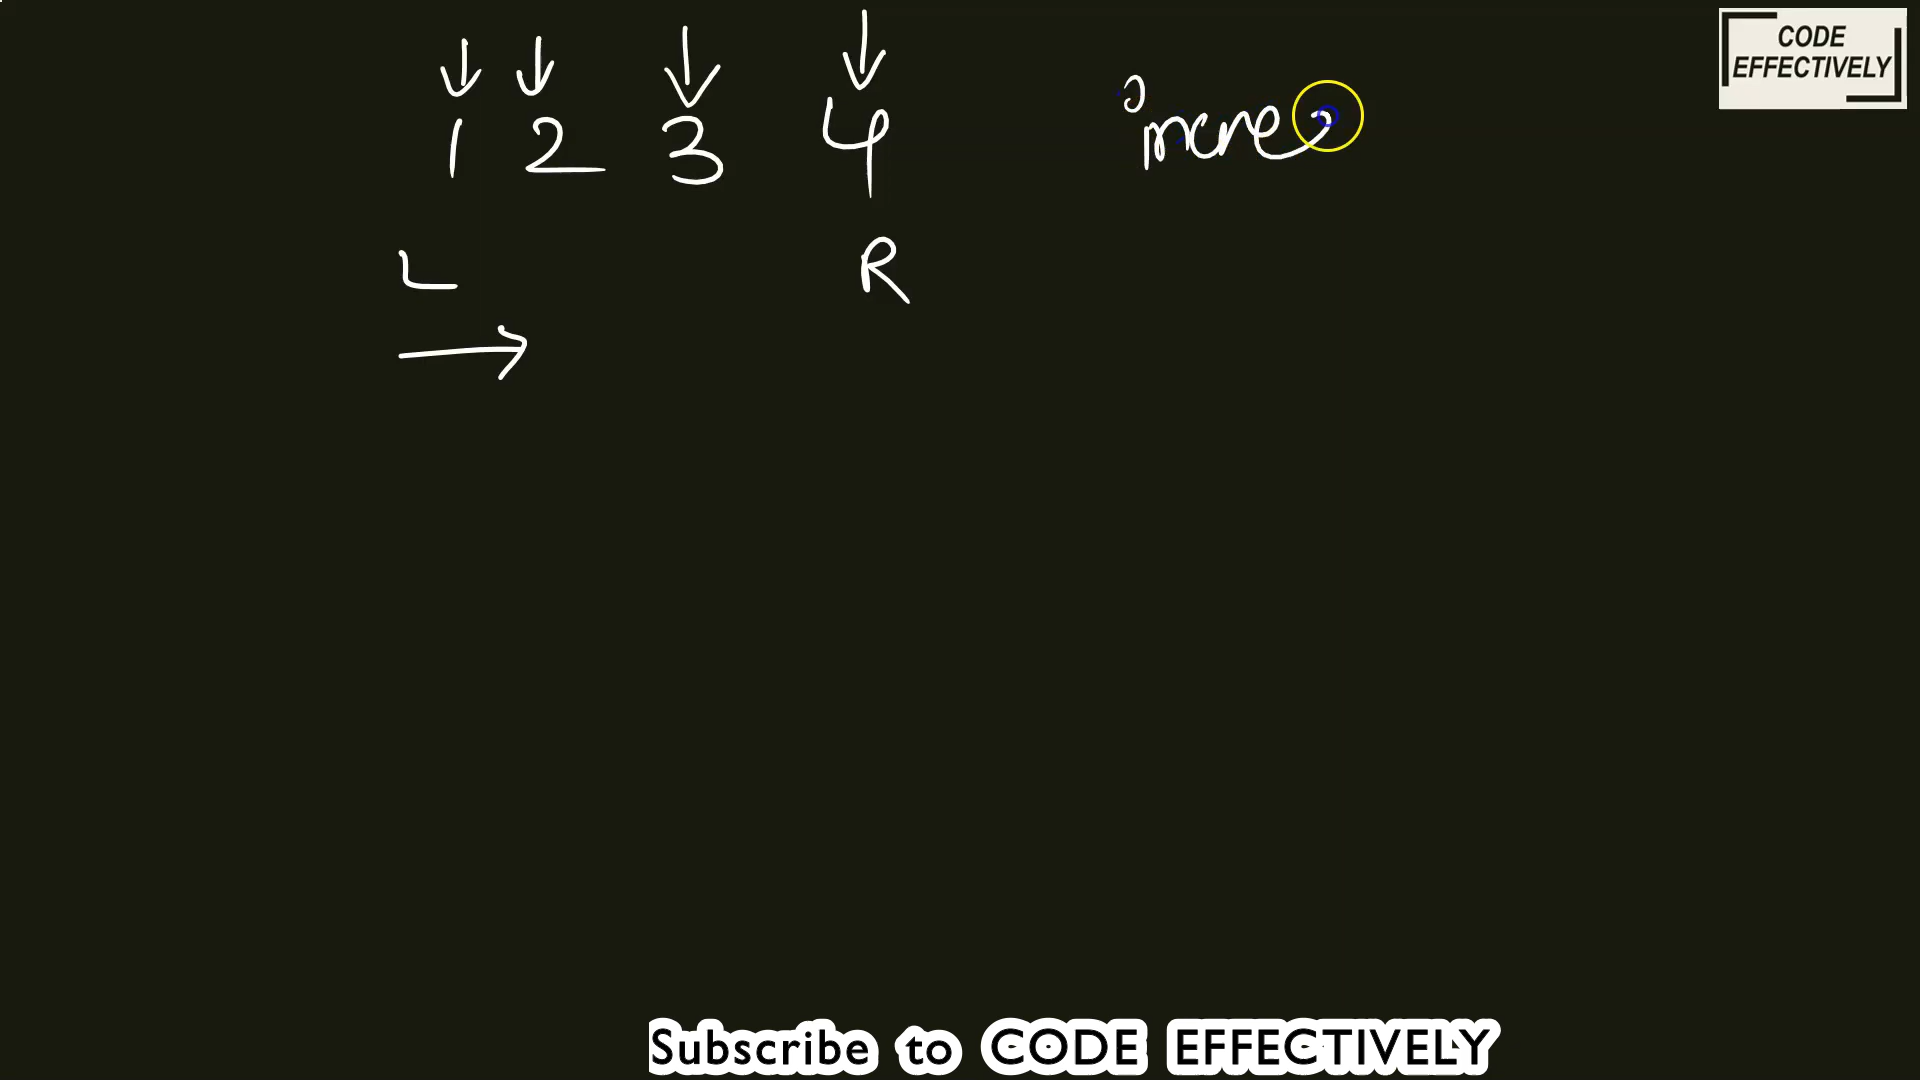 1 2 3 4
incre
L R
CODE
EFFECTIVELY
Subscribe to CODE EFFECTIVELY